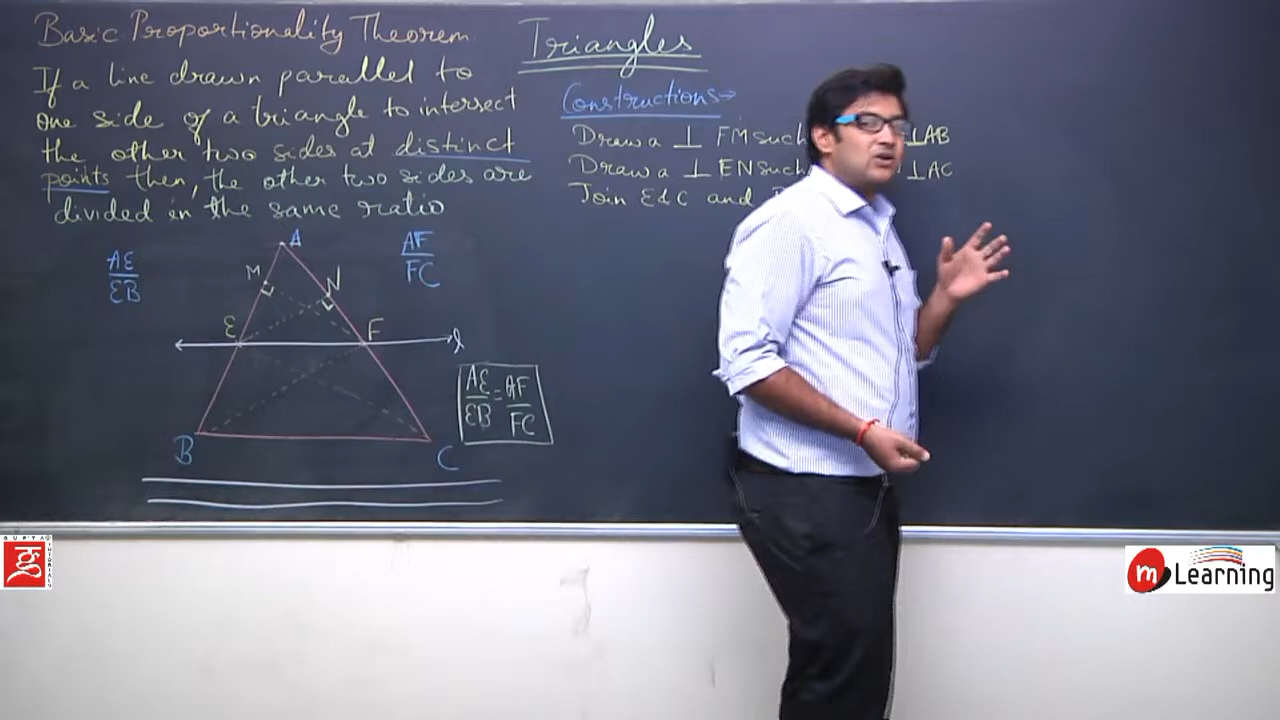 Basic Proportionality Theorem
If a line drawn parallel to
one side of a triangle to intersect
the other two sides at distinct
points then, the other two sides are
divided in the same ratio
AE
EB
AF
FC
A
M
N
E
F
l
B
C
AE = AF
EB FC
Triangles
Constructions→
Draw a ⊥ FM such ⊥AB
Draw a ⊥ EN such ⊥AC
Join E&C and
GUPTA
TUTORIALS
m Learning